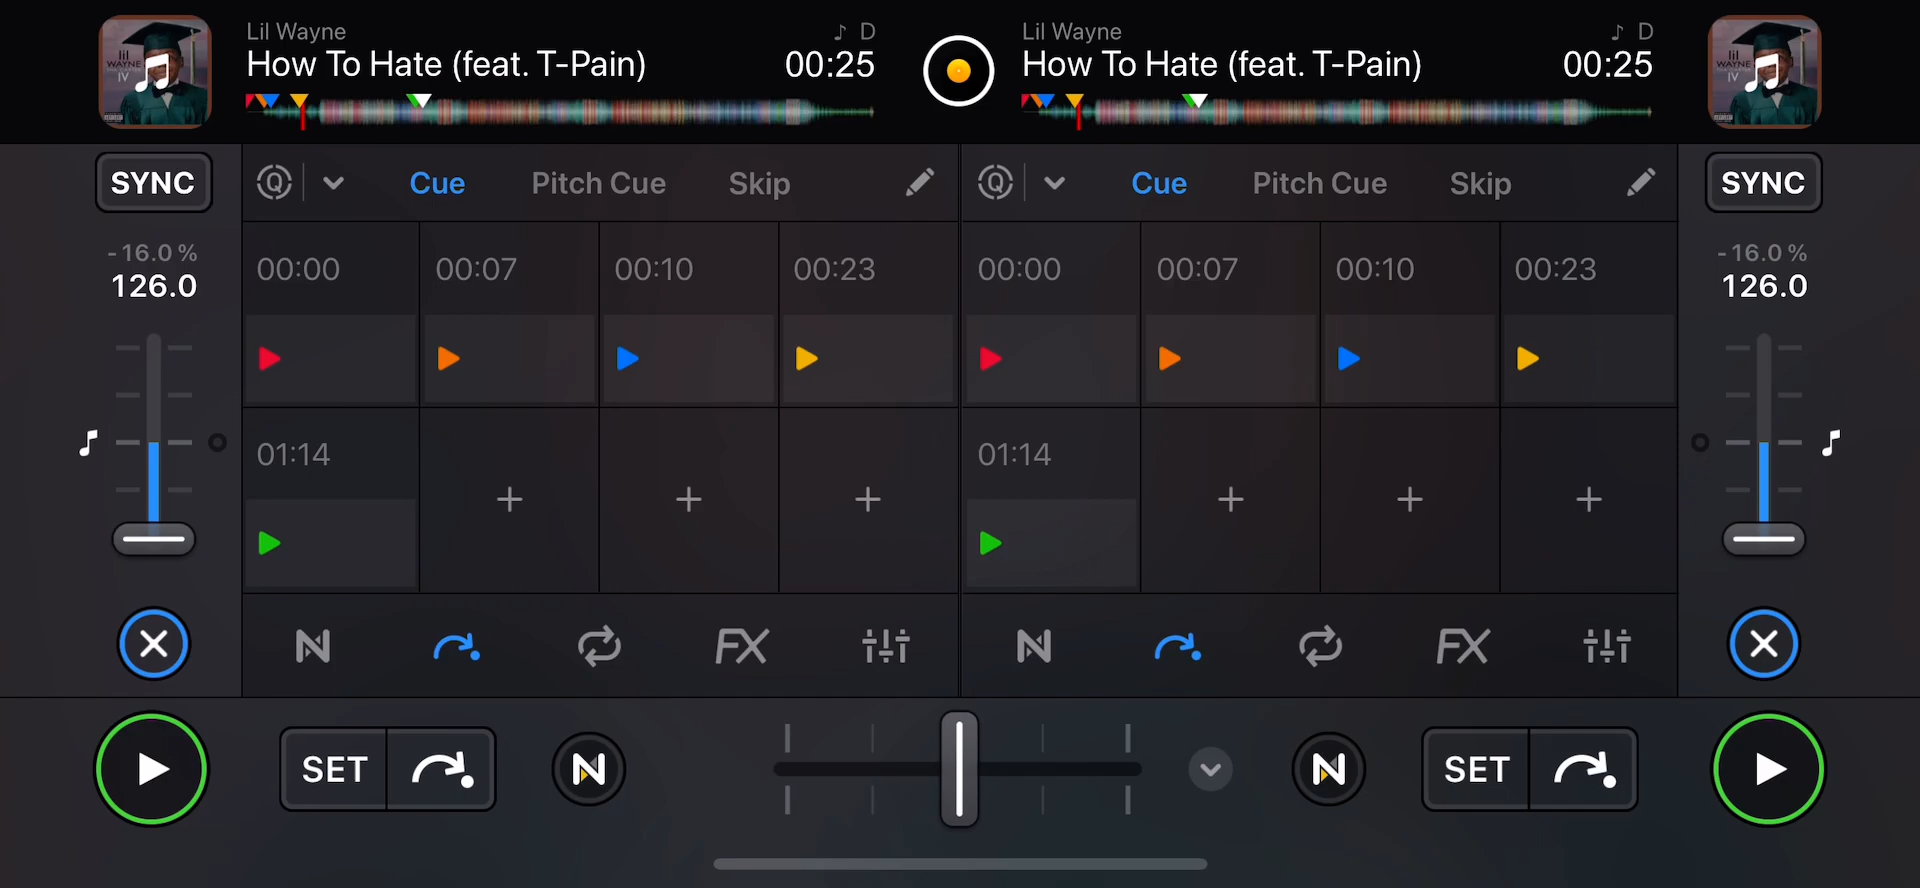 Lil Wayne
How To Hate (feat. T-Pain)
♪ D
00:25
Lil Wayne
How To Hate (feat. T-Pain)
♪ D
00:25
lil
WAYNE
IV
SYNC
Q
Cue
Pitch Cue
Skip
Q
Cue
Pitch Cue
Skip
SYNC
-16.0 %
126.0
00:00
00:07
00:10
00:23
00:00
00:07
00:10
00:23
-16.0 %
126.0
01:14
01:14
N
FX
N
FX
SET
N
N
SET